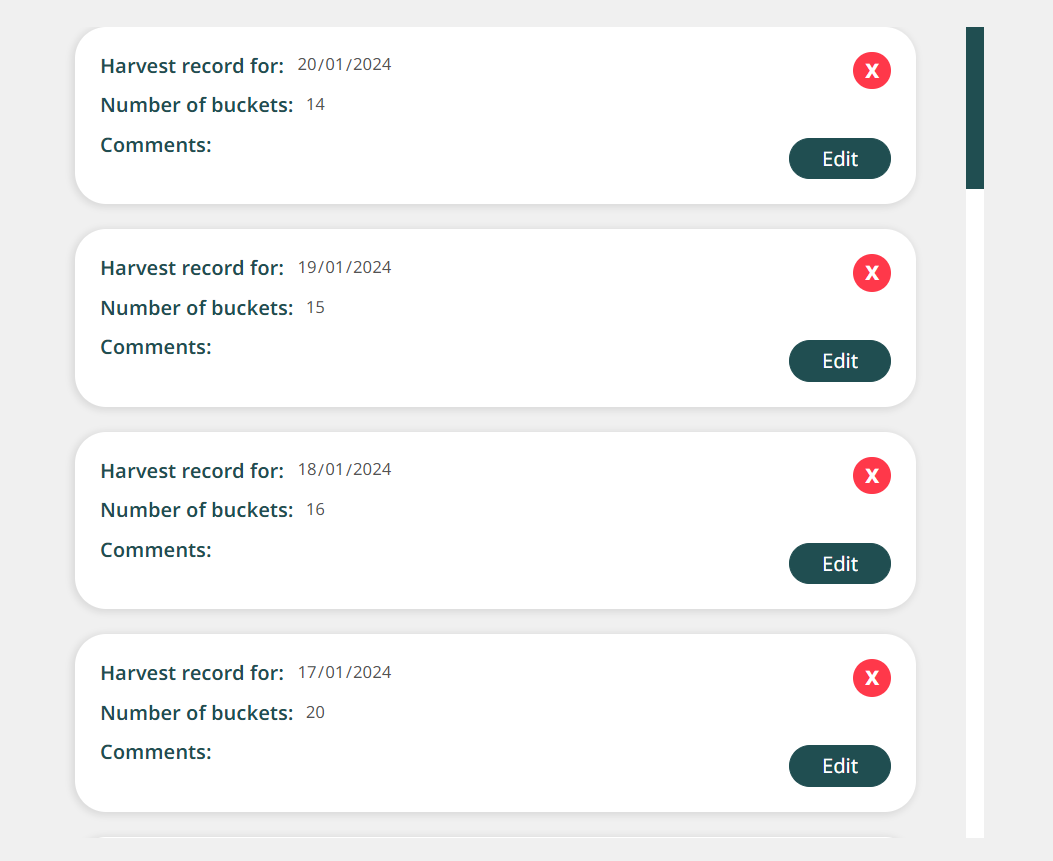 Harvest record for: 20/01/2024
X
Number of buckets: 14
Comments:
Edit
Harvest record for: 19/01/2024
X
Number of buckets: 15
Comments:
Edit
Harvest record for: 18/01/2024
X
Number of buckets: 16
Comments:
Edit
Harvest record for: 17/01/2024
X
Number of buckets: 20
Comments:
Edit